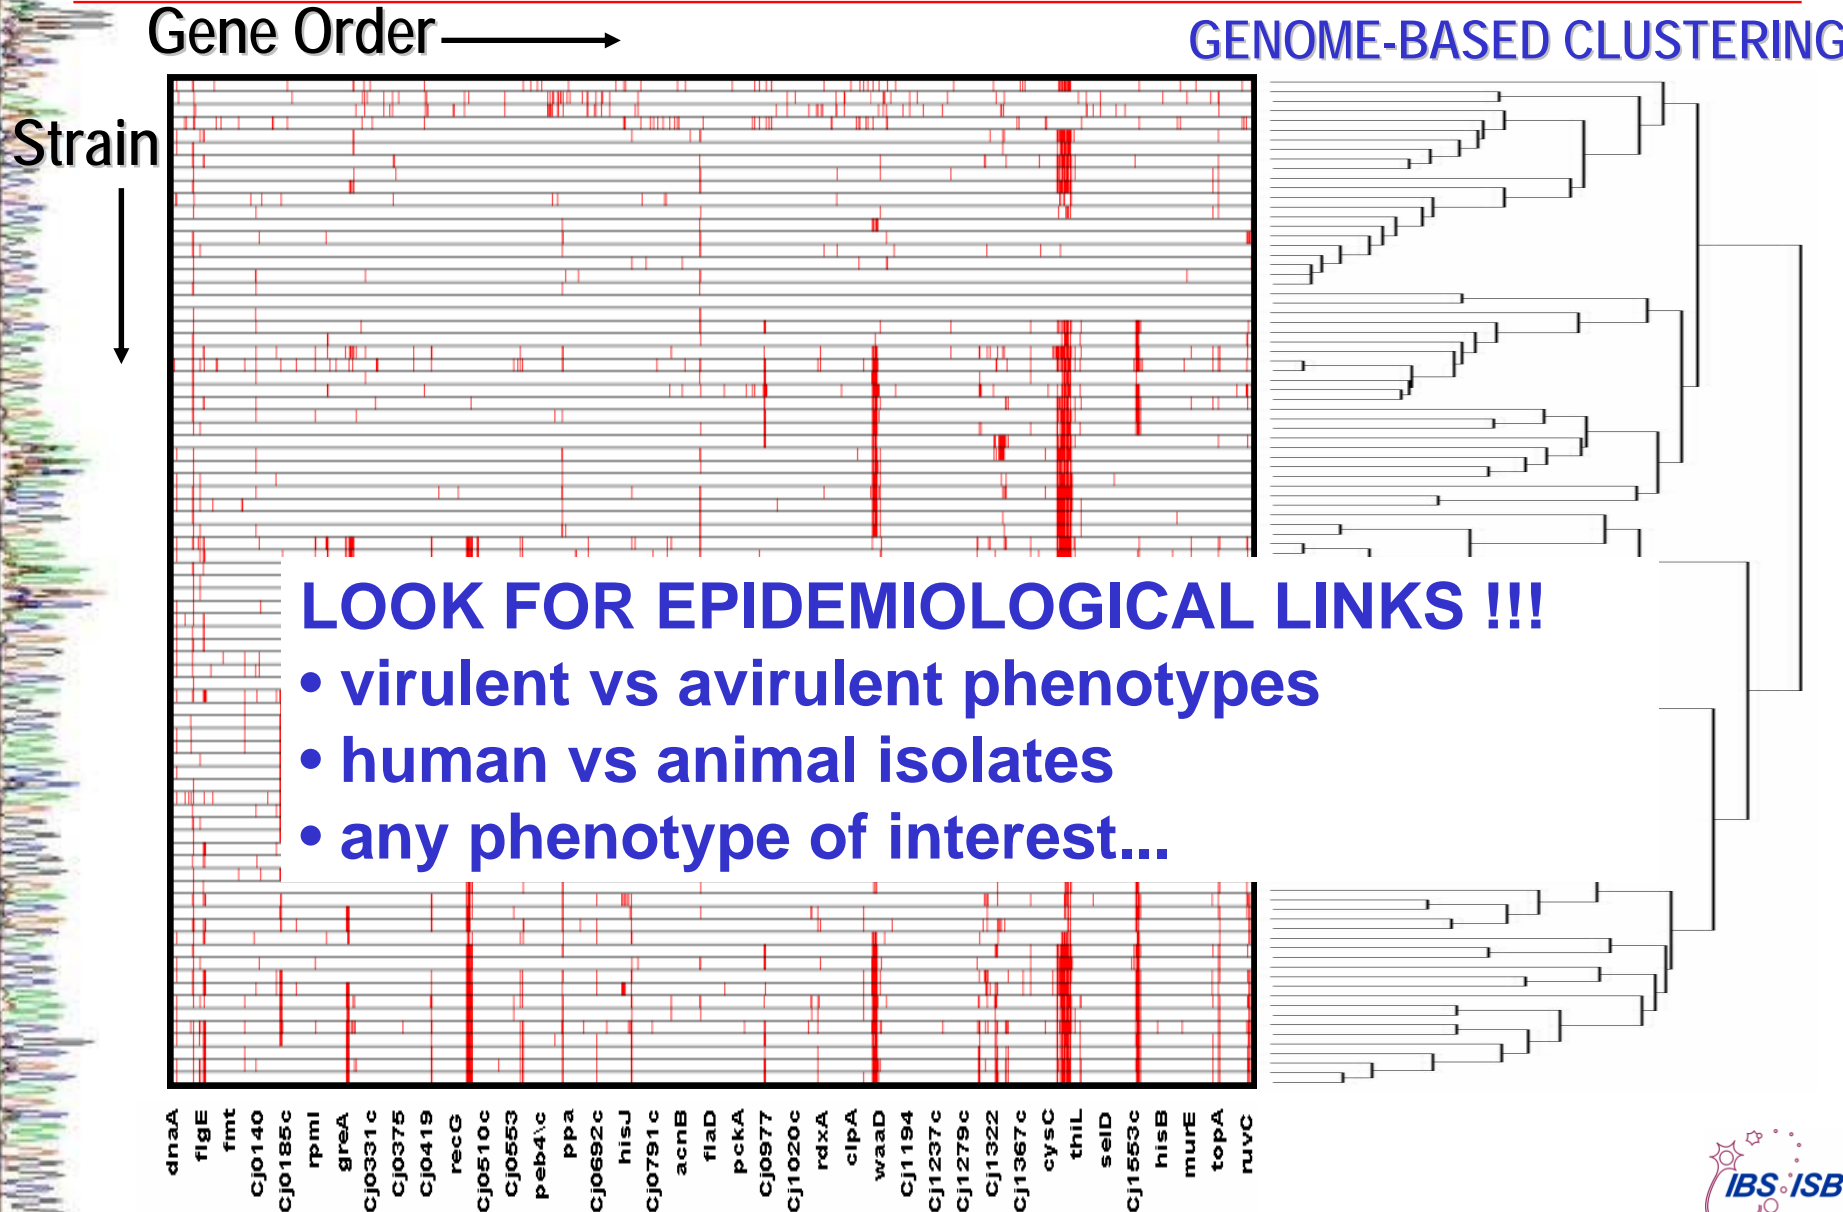 Gene Order
GENOME-BASED CLUSTERING
Strain
LOOK FOR EPIDEMIOLOGICAL LINKS !!!
• virulent vs avirulent phenotypes
• human vs animal isolates
• any phenotype of interest...
dnaA
flgE
fmt
Cj0140
Cj0185c
rpmI
greA
Cj0331c
Cj0375
Cj0419
recG
Cj0510c
Cj0553
peb4\c
ppa
Cj0692c
hisJ
Cj0791c
acnB
flaD
pckA
Cj0977
Cj1020c
rdxA
clpA
waaD
Cj1194
Cj1237c
Cj1279c
Cj1322
Cj1367c
cysC
thiL
selD
Cj1553c
hisB
murE
topA
ruvC
IBS ISB